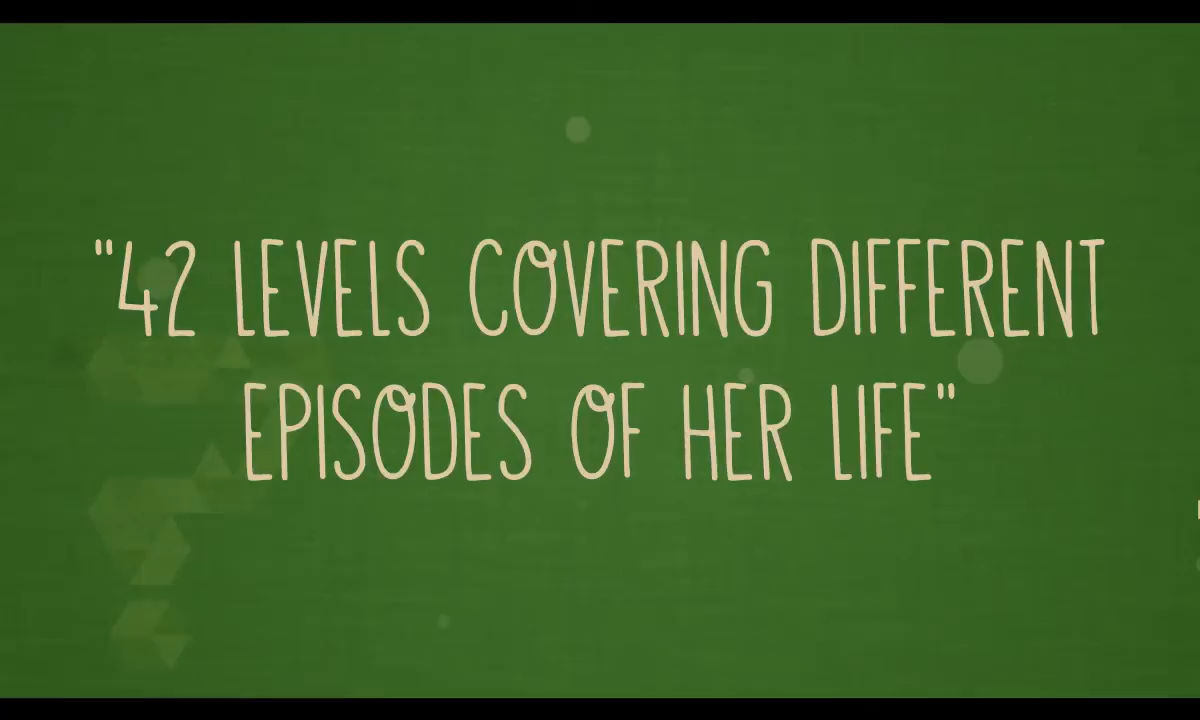 "42 LEVELS COVERING DIFFERENT
EPISODES OF HER LIFE"